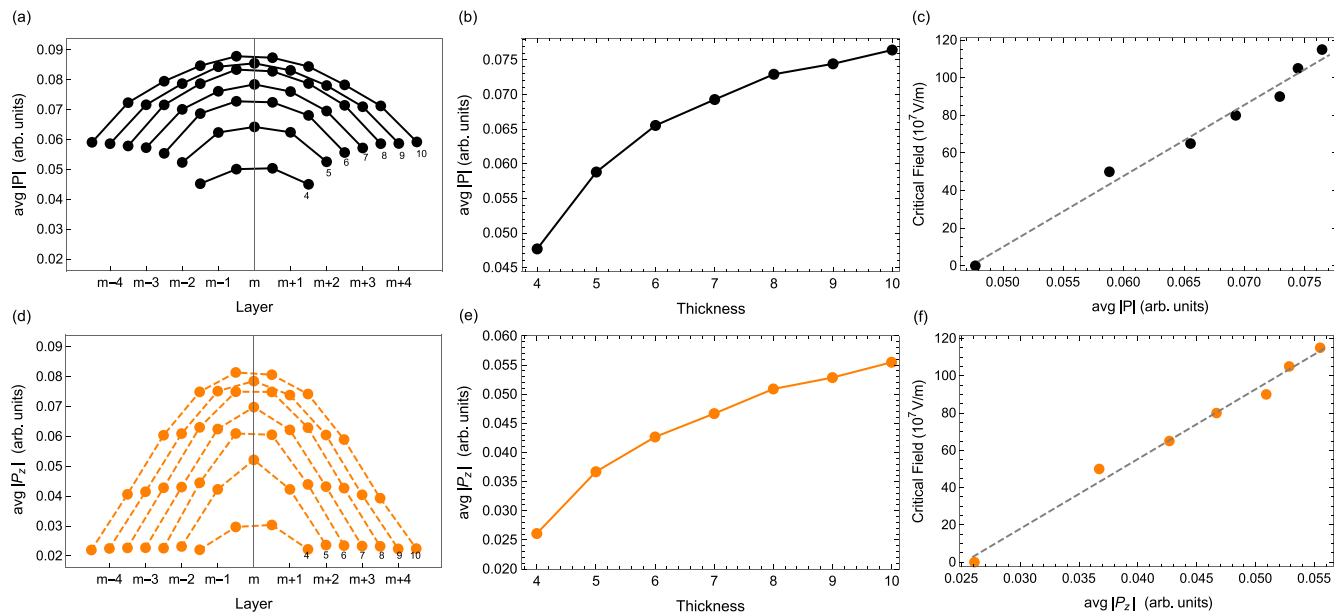 (a)
avg |P| (arb. units)
0.09
0.08
0.07
0.06
0.05
0.04
0.03
0.02
4
5
6
7
8
9
10
m−4
m−3
m−2
m−1
m
m+1
m+2
m+3
m+4
Layer
(b)
avg |P| (arb. units)
0.075
0.070
0.065
0.060
0.055
0.050
0.045
4
5
6
7
8
9
10
Thickness
(c)
Critical Field (10⁷ V/m)
120
100
80
60
40
20
0
0.050
0.055
0.060
0.065
0.070
0.075
avg |P| (arb. units)
(d)
avg |Pz| (arb. units)
0.09
0.08
0.07
0.06
0.05
0.04
0.03
0.02
4
5
6
7
8
9
10
m−4
m−3
m−2
m−1
m
m+1
m+2
m+3
m+4
Layer
(e)
avg |Pz| (arb. units)
0.060
0.055
0.050
0.045
0.040
0.035
0.030
0.025
0.020
4
5
6
7
8
9
10
Thickness
(f)
Critical Field (10⁷ V/m)
120
100
80
60
40
20
0
0.025
0.030
0.035
0.040
0.045
0.050
0.055
avg |Pz| (arb. units)